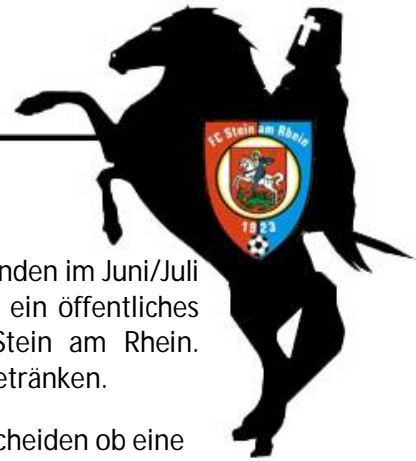 FC Stein am Rhein
1923
nden im Juni/Juli
ein öffentliches
Stein am Rhein.
etränken.
cheiden ob eine